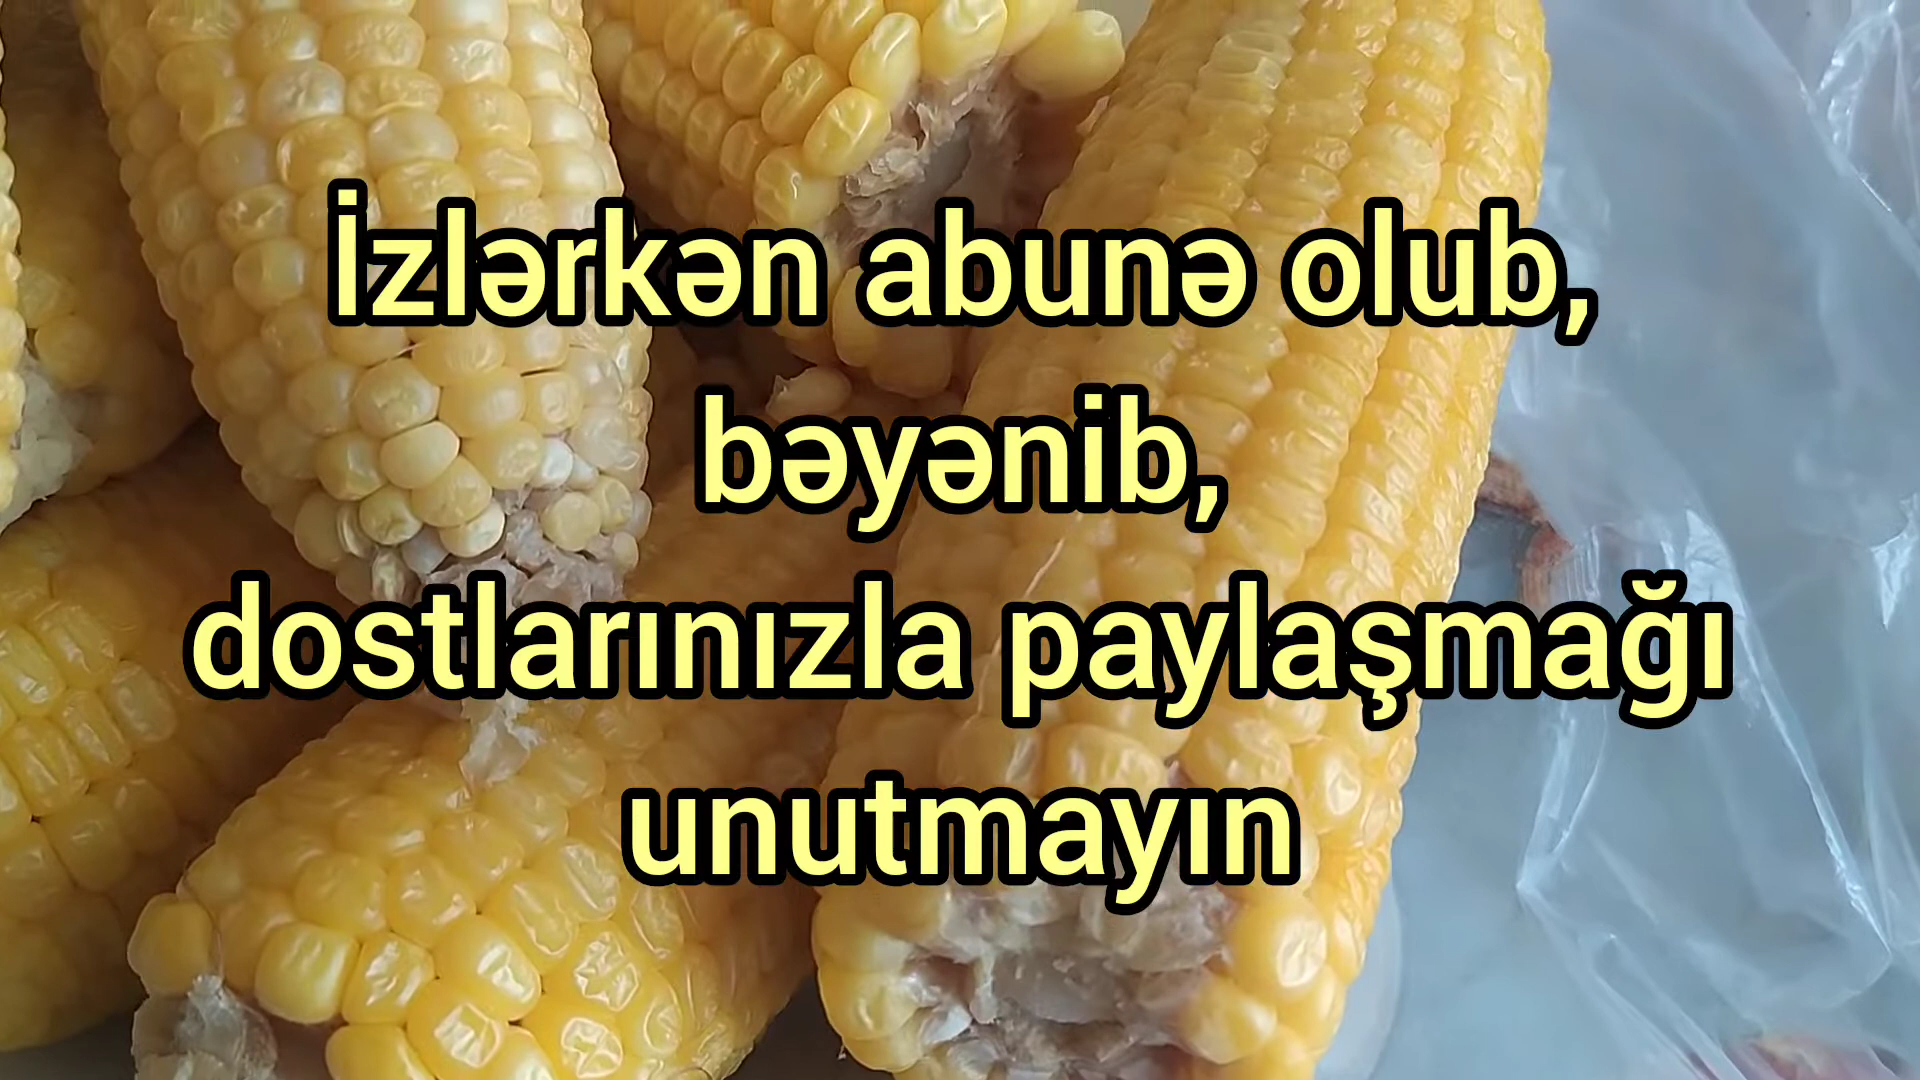 İzlərkən abunə olub,
bəyənib,
dostlarınızla paylaşmağı
unutmayın